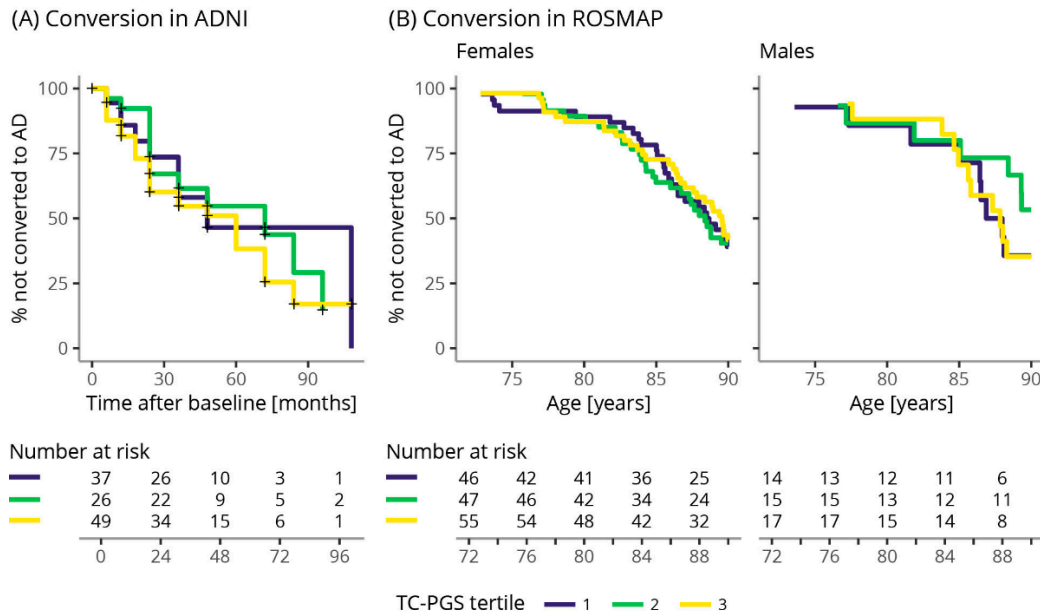 (A) Conversion in ADNI
(B) Conversion in ROSMAP
Females
Males
% not converted to AD
100
75
50
25
0
0 30 60 90
Time after baseline [months]
% not converted to AD
100
75
50
25
0
75 80 85 90
Age [years]
75 80 85 90
Age [years]
Number at risk
37 26 10 3 1
26 22 9 5 2
49 34 15 6 1
0 24 48 72 96
Number at risk
46 42 41 36 25
47 46 42 34 24
55 54 48 42 32
72 76 80 84 88
14 13 12 11 6
15 15 13 12 11
17 17 15 14 8
72 76 80 84 88
TC-PGS tertile 1 2 3